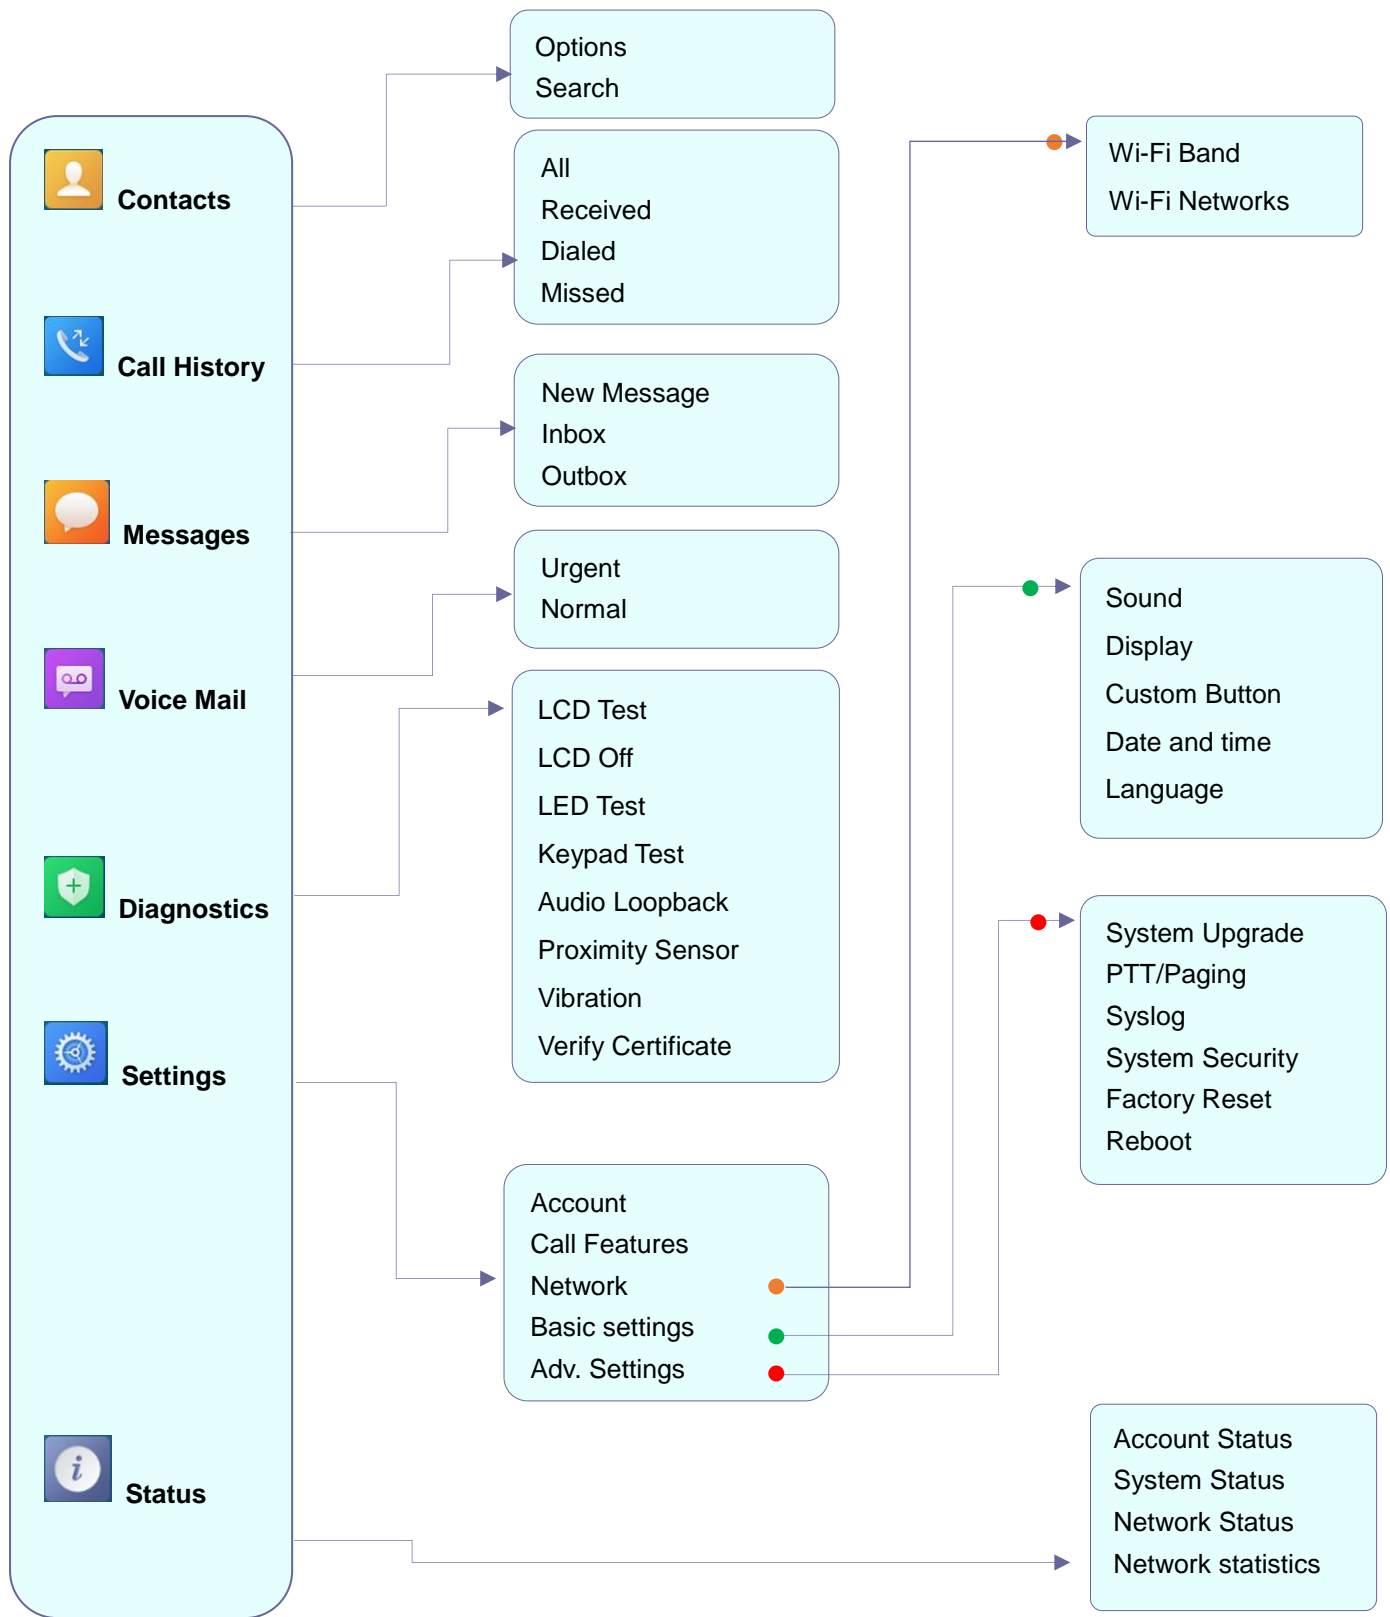 Contacts
Call History
Messages
Voice Mail
Diagnostics
Settings
Status
Options
Search
All
Received
Dialed
Missed
New Message
Inbox
Outbox
Urgent
Normal
LCD Test
LCD Off
LED Test
Keypad Test
Audio Loopback
Proximity Sensor
Vibration
Verify Certificate
Account
Call Features
Network
Basic settings
Adv. Settings
Wi-Fi Band
Wi-Fi Networks
Sound
Display
Custom Button
Date and time
Language
System Upgrade
PTT/Paging
Syslog
System Security
Factory Reset
Reboot
Account Status
System Status
Network Status
Network statistics